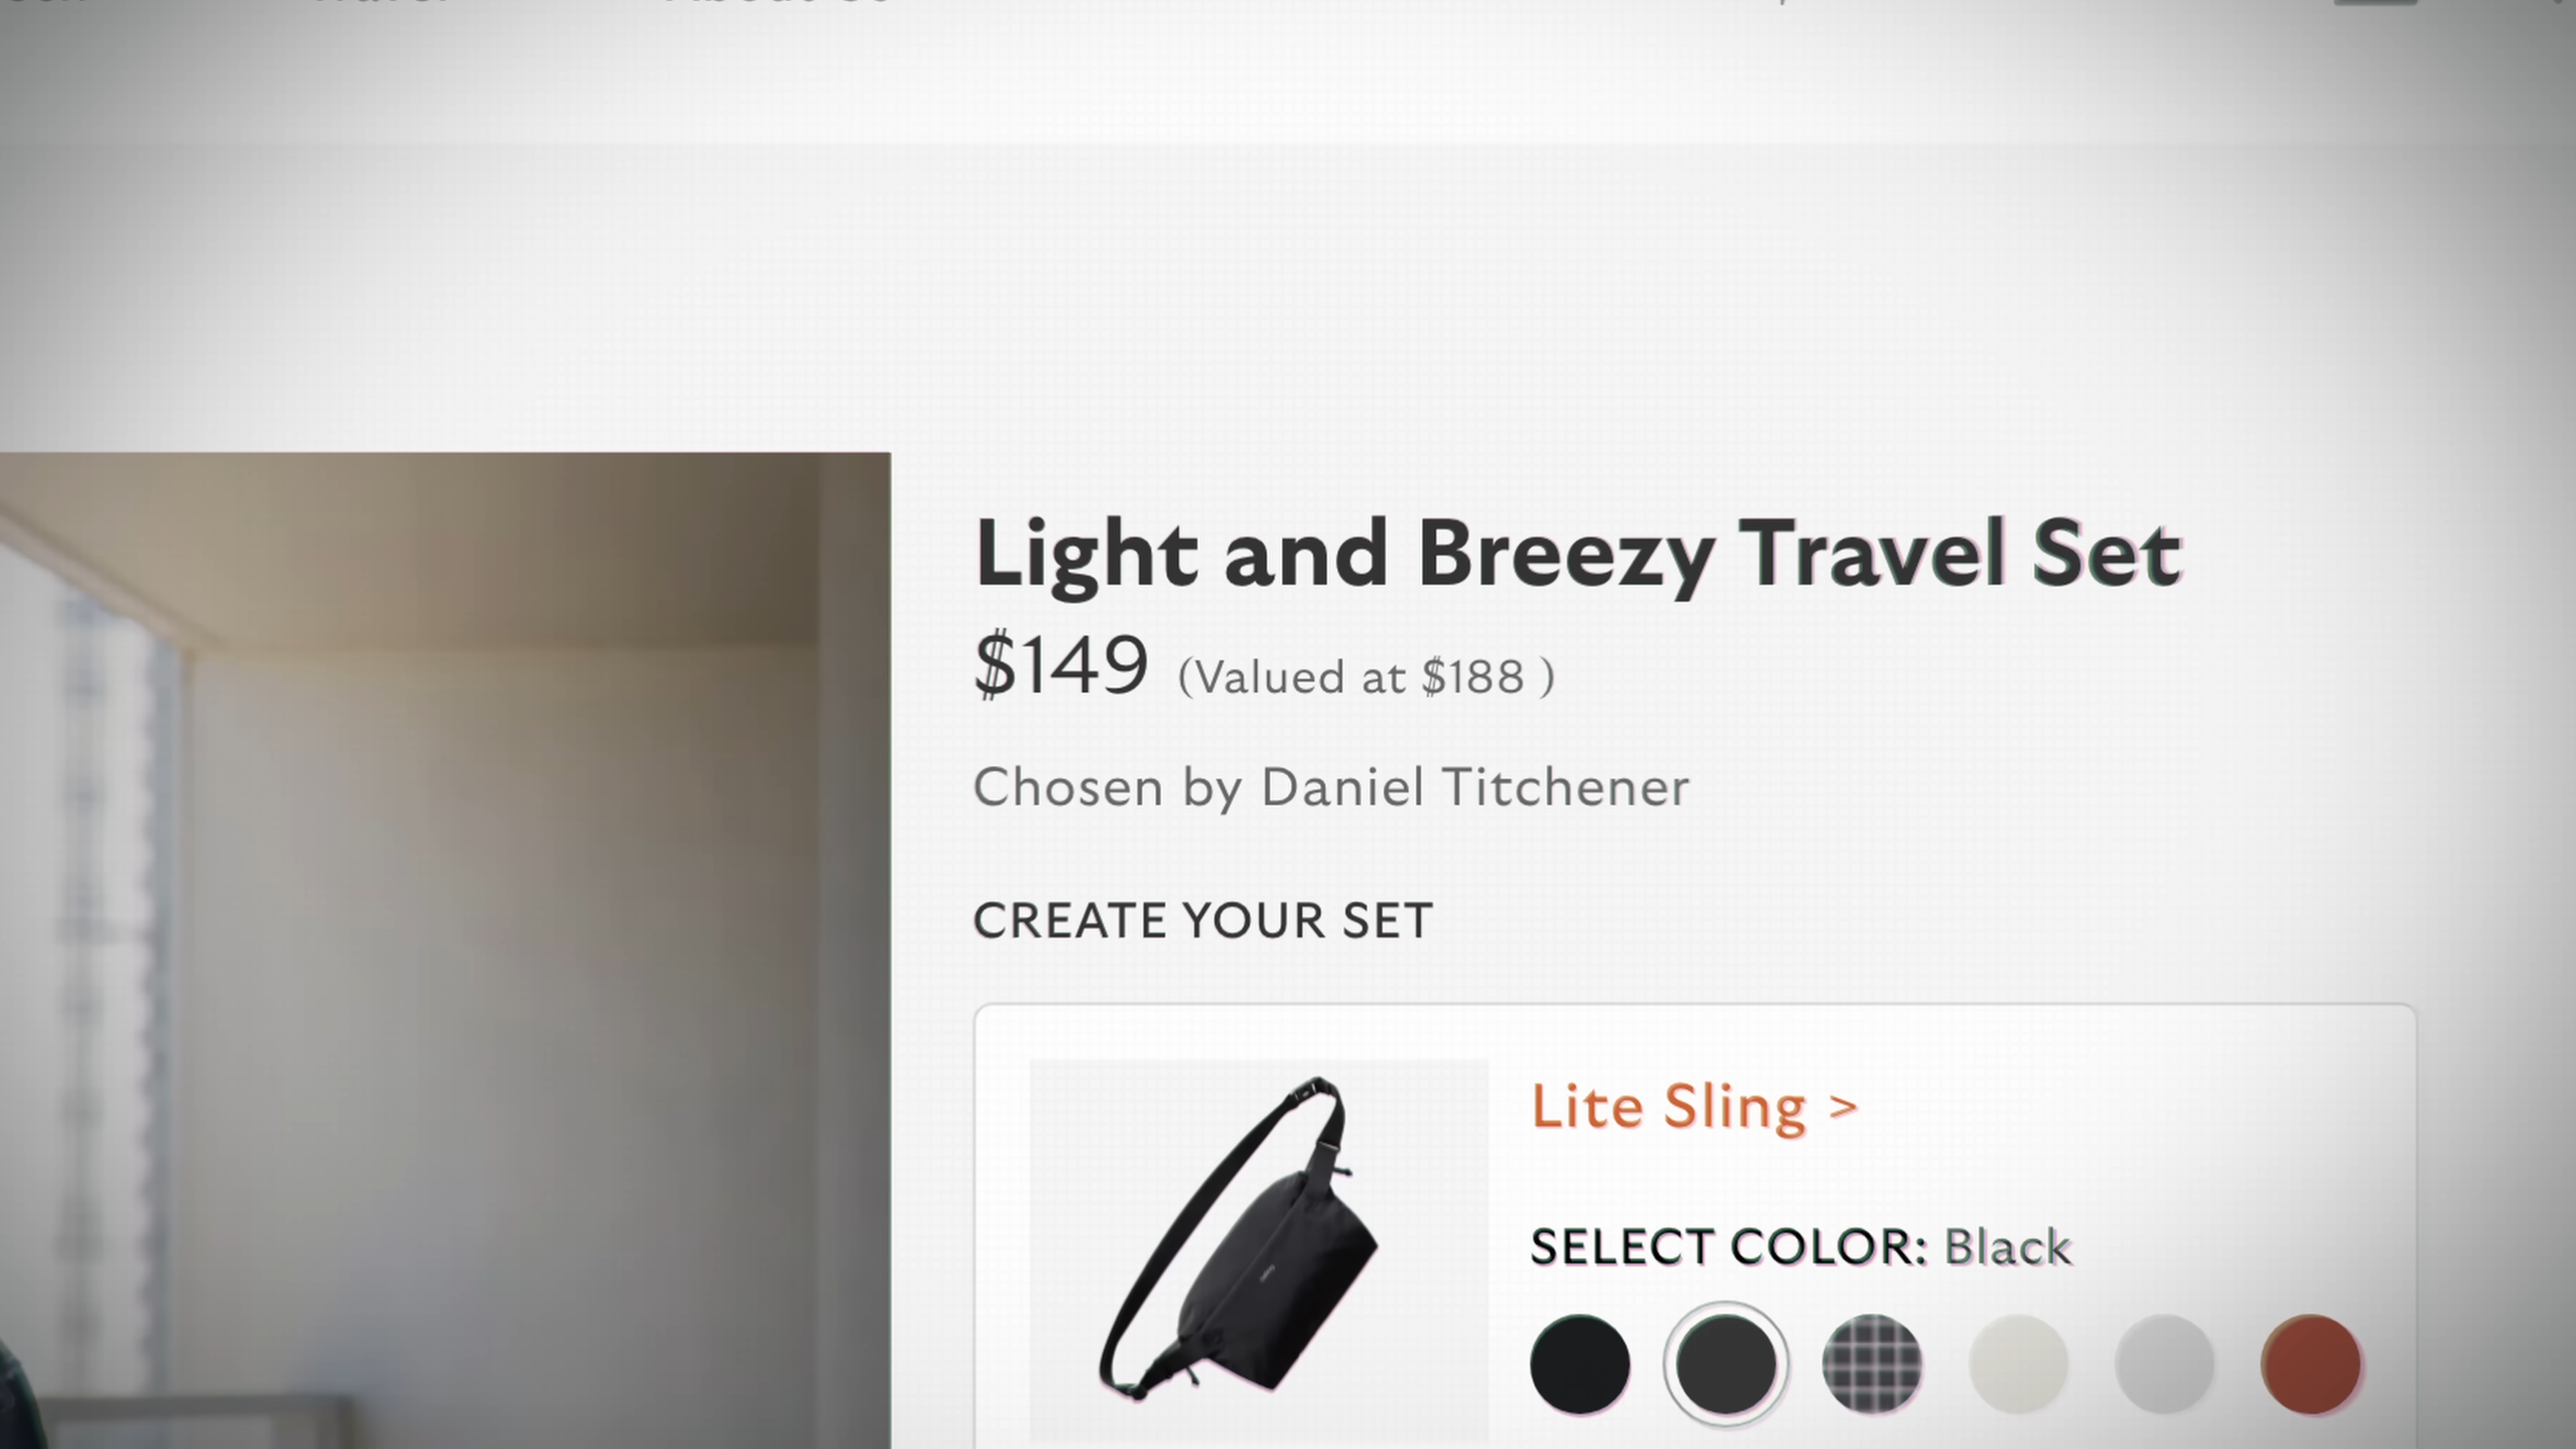 Light and Breezy Travel Set
$149 (Valued at $188 )
Chosen by Daniel Titchener
CREATE YOUR SET
Lite Sling >
SELECT COLOR: Black